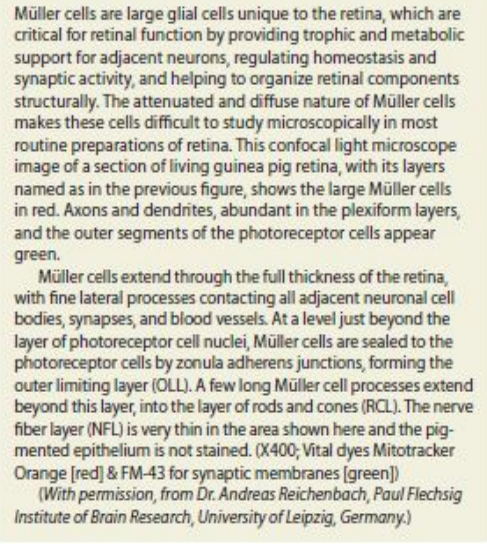 Müller cells are large glial cells unique to the retina, which are
critical for retinal function by providing trophic and metabolic
support for adjacent neurons, regulating homeostasis and
synaptic activity, and helping to organize retinal components
structurally. The attenuated and diffuse nature of Müller cells
makes these cells difficult to study microscopically in most
routine preparations of retina. This confocal light microscope
image of a section of living guinea pig retina, with its layers
named as in the previous figure, shows the large Müller cells
in red. Axons and dendrites, abundant in the plexiform layers,
and the outer segments of the photoreceptor cells appear
green.
Müller cells extend through the full thickness of the retina,
with fine lateral processes contacting all adjacent neuronal cell
bodies, synapses, and blood vessels. At a level just beyond the
layer of photoreceptor cell nuclei, Müller cells are sealed to the
photoreceptor cells by zonula adherens junctions, forming the
outer limiting layer (OLL). A few long Müller cell processes extend
beyond this layer, into the layer of rods and cones (RCL). The nerve
fiber layer (NFL) is very thin in the area shown here and the pig-
mented epithelium is not stained. (X400; Vital dyes Mitotracker
Orange [red] & FM-43 for synaptic membranes [green])
(With permission, from Dr. Andreas Reichenbach, Paul Flechsig
Institute of Brain Research, University of Leipzig, Germany.)